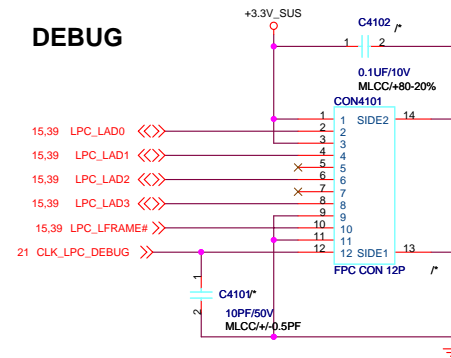 DEBUG
+3.3V_SUS
C4102 /*
1 2
0.1UF/10V
MLCC/+80-20%
CON4101
1 1 SIDE2 14
15,39 LPC_LAD0 2 2
3 3
15,39 LPC_LAD1 4 4
5 5
15,39 LPC_LAD2 6 6
7 7
15,39 LPC_LAD3 8 8
9 9
15,39 LPC_LFRAME# 10 10
11 11
21 CLK_LPC_DEBUG 12 12 SIDE1 13
FPC CON 12P /*
1
C4101/*
2
10PF/50V
MLCC/+/-0.5PF